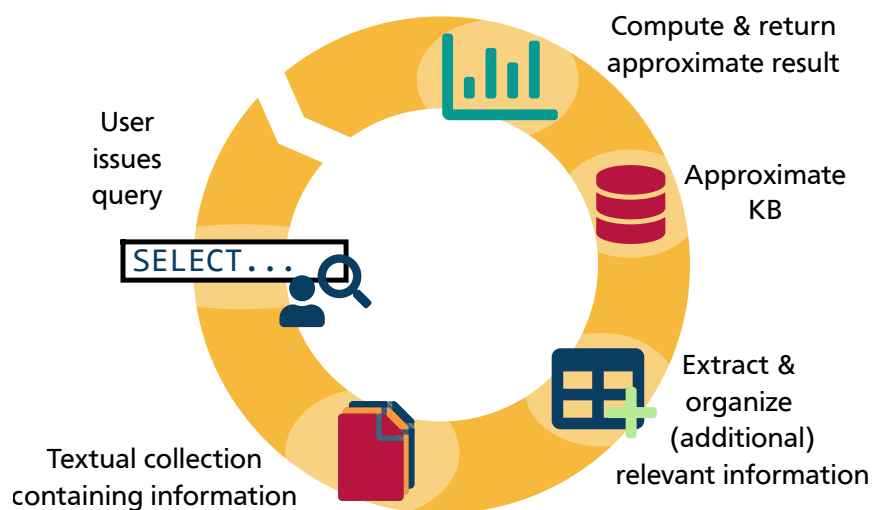 Compute & return
approximate result
User
issues
query
Approximate
KB
SELECT...
Extract &
organize
(additional)
relevant information
Textual collection
containing information